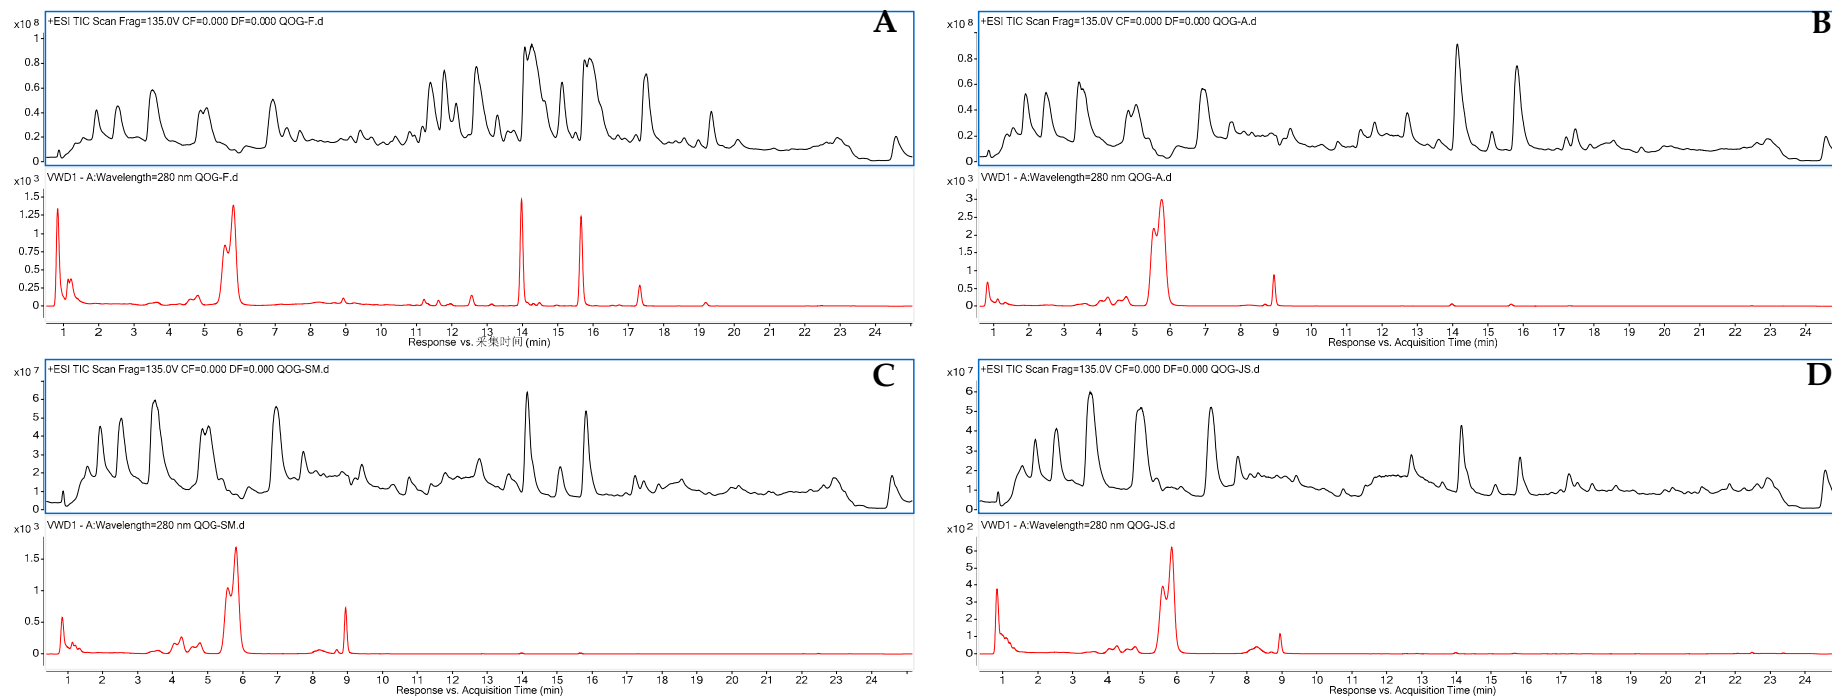 +ESI TIC Scan Frag=135.0V CF=0.000 DF=0.000 QOG-F.d
A
x10 8
1
0.8
0.6
0.4
0.2
0
VWD1 - A:Wavelength=280 nm QOG-F.d
x10 3
1.5
1.25
1
0.75
0.5
0.25
0
1 2 3 4 5 6 7 8 9 10 11 12 13 14 15 16 17 18 19 20 21 22 23 24
Response vs. 采集时间 (min)
+ESI TIC Scan Frag=135.0V CF=0.000 DF=0.000 QOG-A.d
B
x10 8
0.8
0.6
0.4
0.2
0
VWD1 - A:Wavelength=280 nm QOG-A.d
x10 3
3
2.5
2
1.5
1
0.5
0
1 2 3 4 5 6 7 8 9 10 11 12 13 14 15 16 17 18 19 20 21 22 23 24
Response vs. Acquisition Time (min)
+ESI TIC Scan Frag=135.0V CF=0.000 DF=0.000 QOG-SM.d
C
x10 7
6
5
4
3
2
1
0
VWD1 - A:Wavelength=280 nm QOG-SM.d
x10 3
1.5
1
0.5
0
1 2 3 4 5 6 7 8 9 10 11 12 13 14 15 16 17 18 19 20 21 22 23 24
Response vs. Acquisition Time (min)
+ESI TIC Scan Frag=135.0V CF=0.000 DF=0.000 QOG-JS.d
D
x10 7
6
5
4
3
2
1
0
VWD1 - A:Wavelength=280 nm QOG-JS.d
x10 2
6
5
4
3
2
1
0
1 2 3 4 5 6 7 8 9 10 11 12 13 14 15 16 17 18 19 20 21 22 23 24
Response vs. Acquisition Time (min)